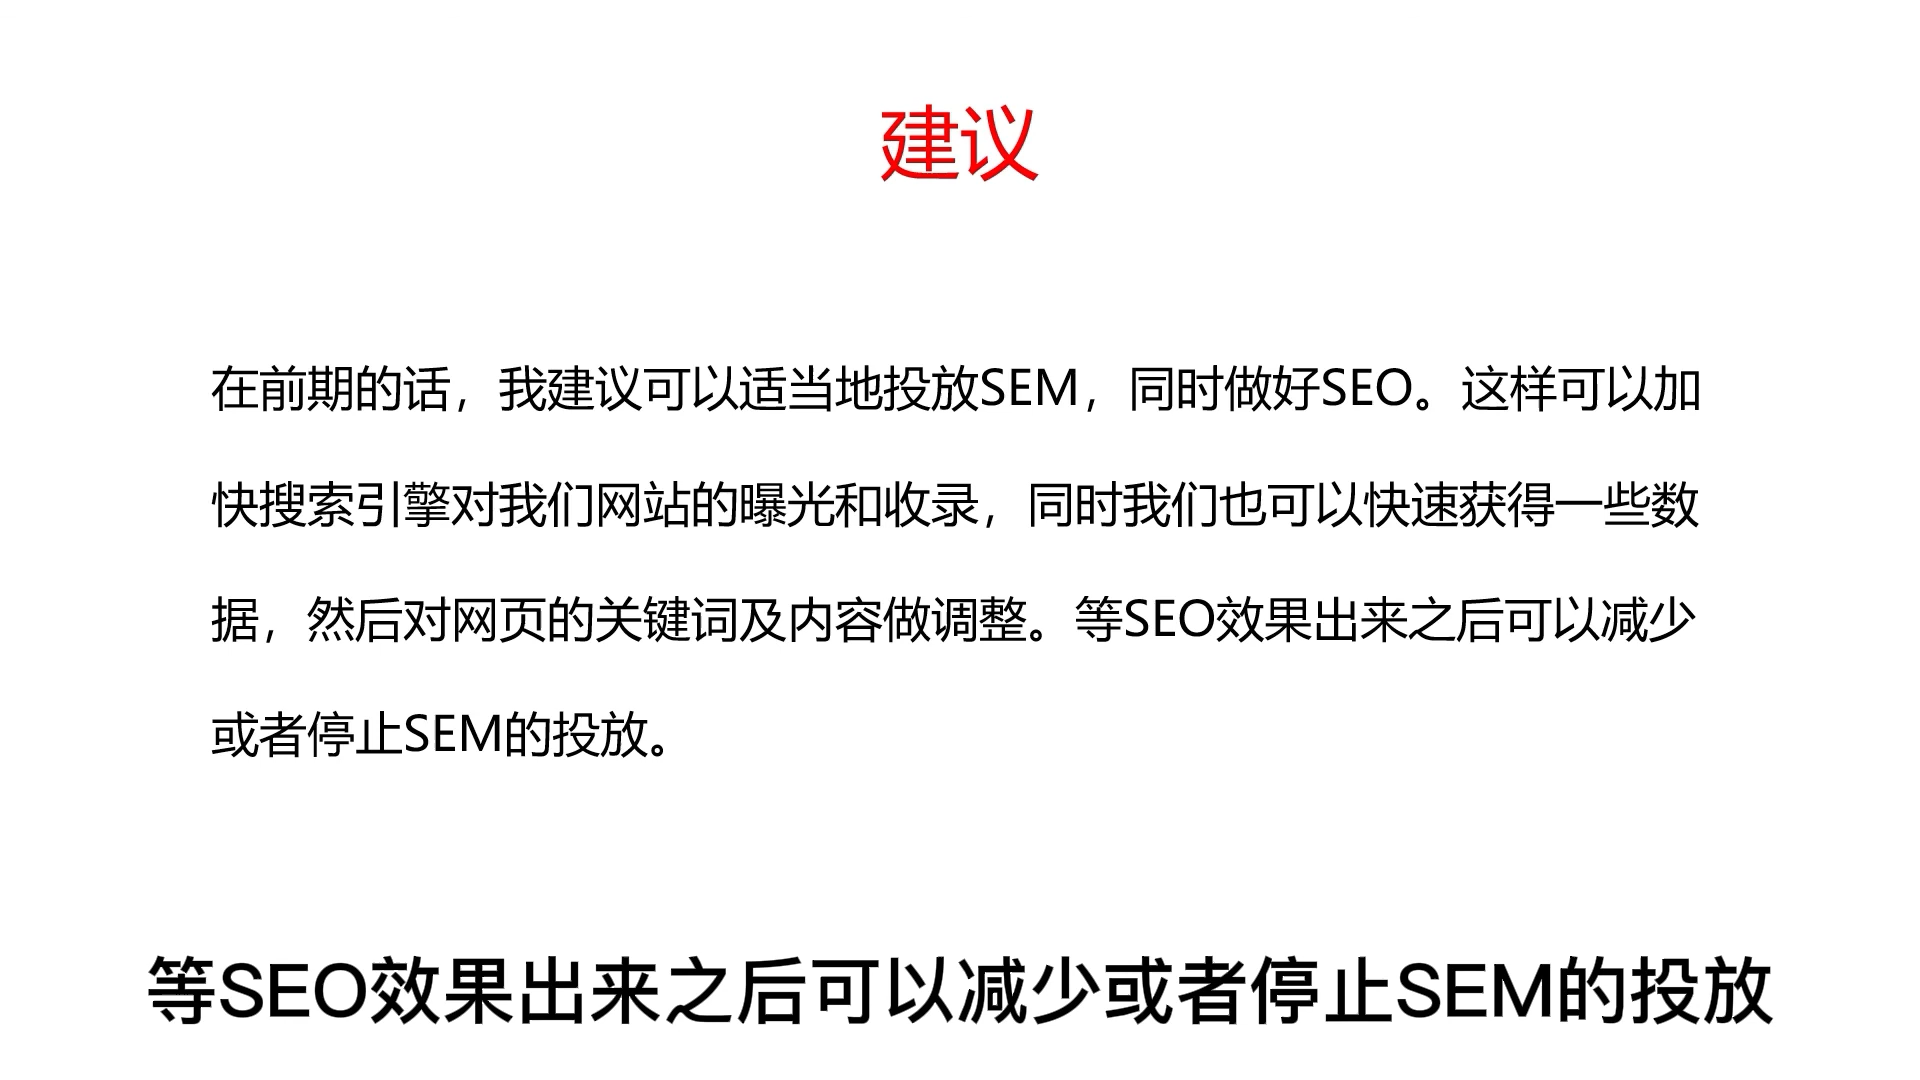 建议
在前期的话，我建议可以适当地投放SEM，同时做好SEO。这样可以加
快搜索引擎对我们网站的曝光和收录，同时我们也可以快速获得一些数
据，然后对网页的关键词及内容做调整。等SEO效果出来之后可以减少
或者停止SEM的投放。
等SEO效果出来之后可以减少或者停止SEM的投放